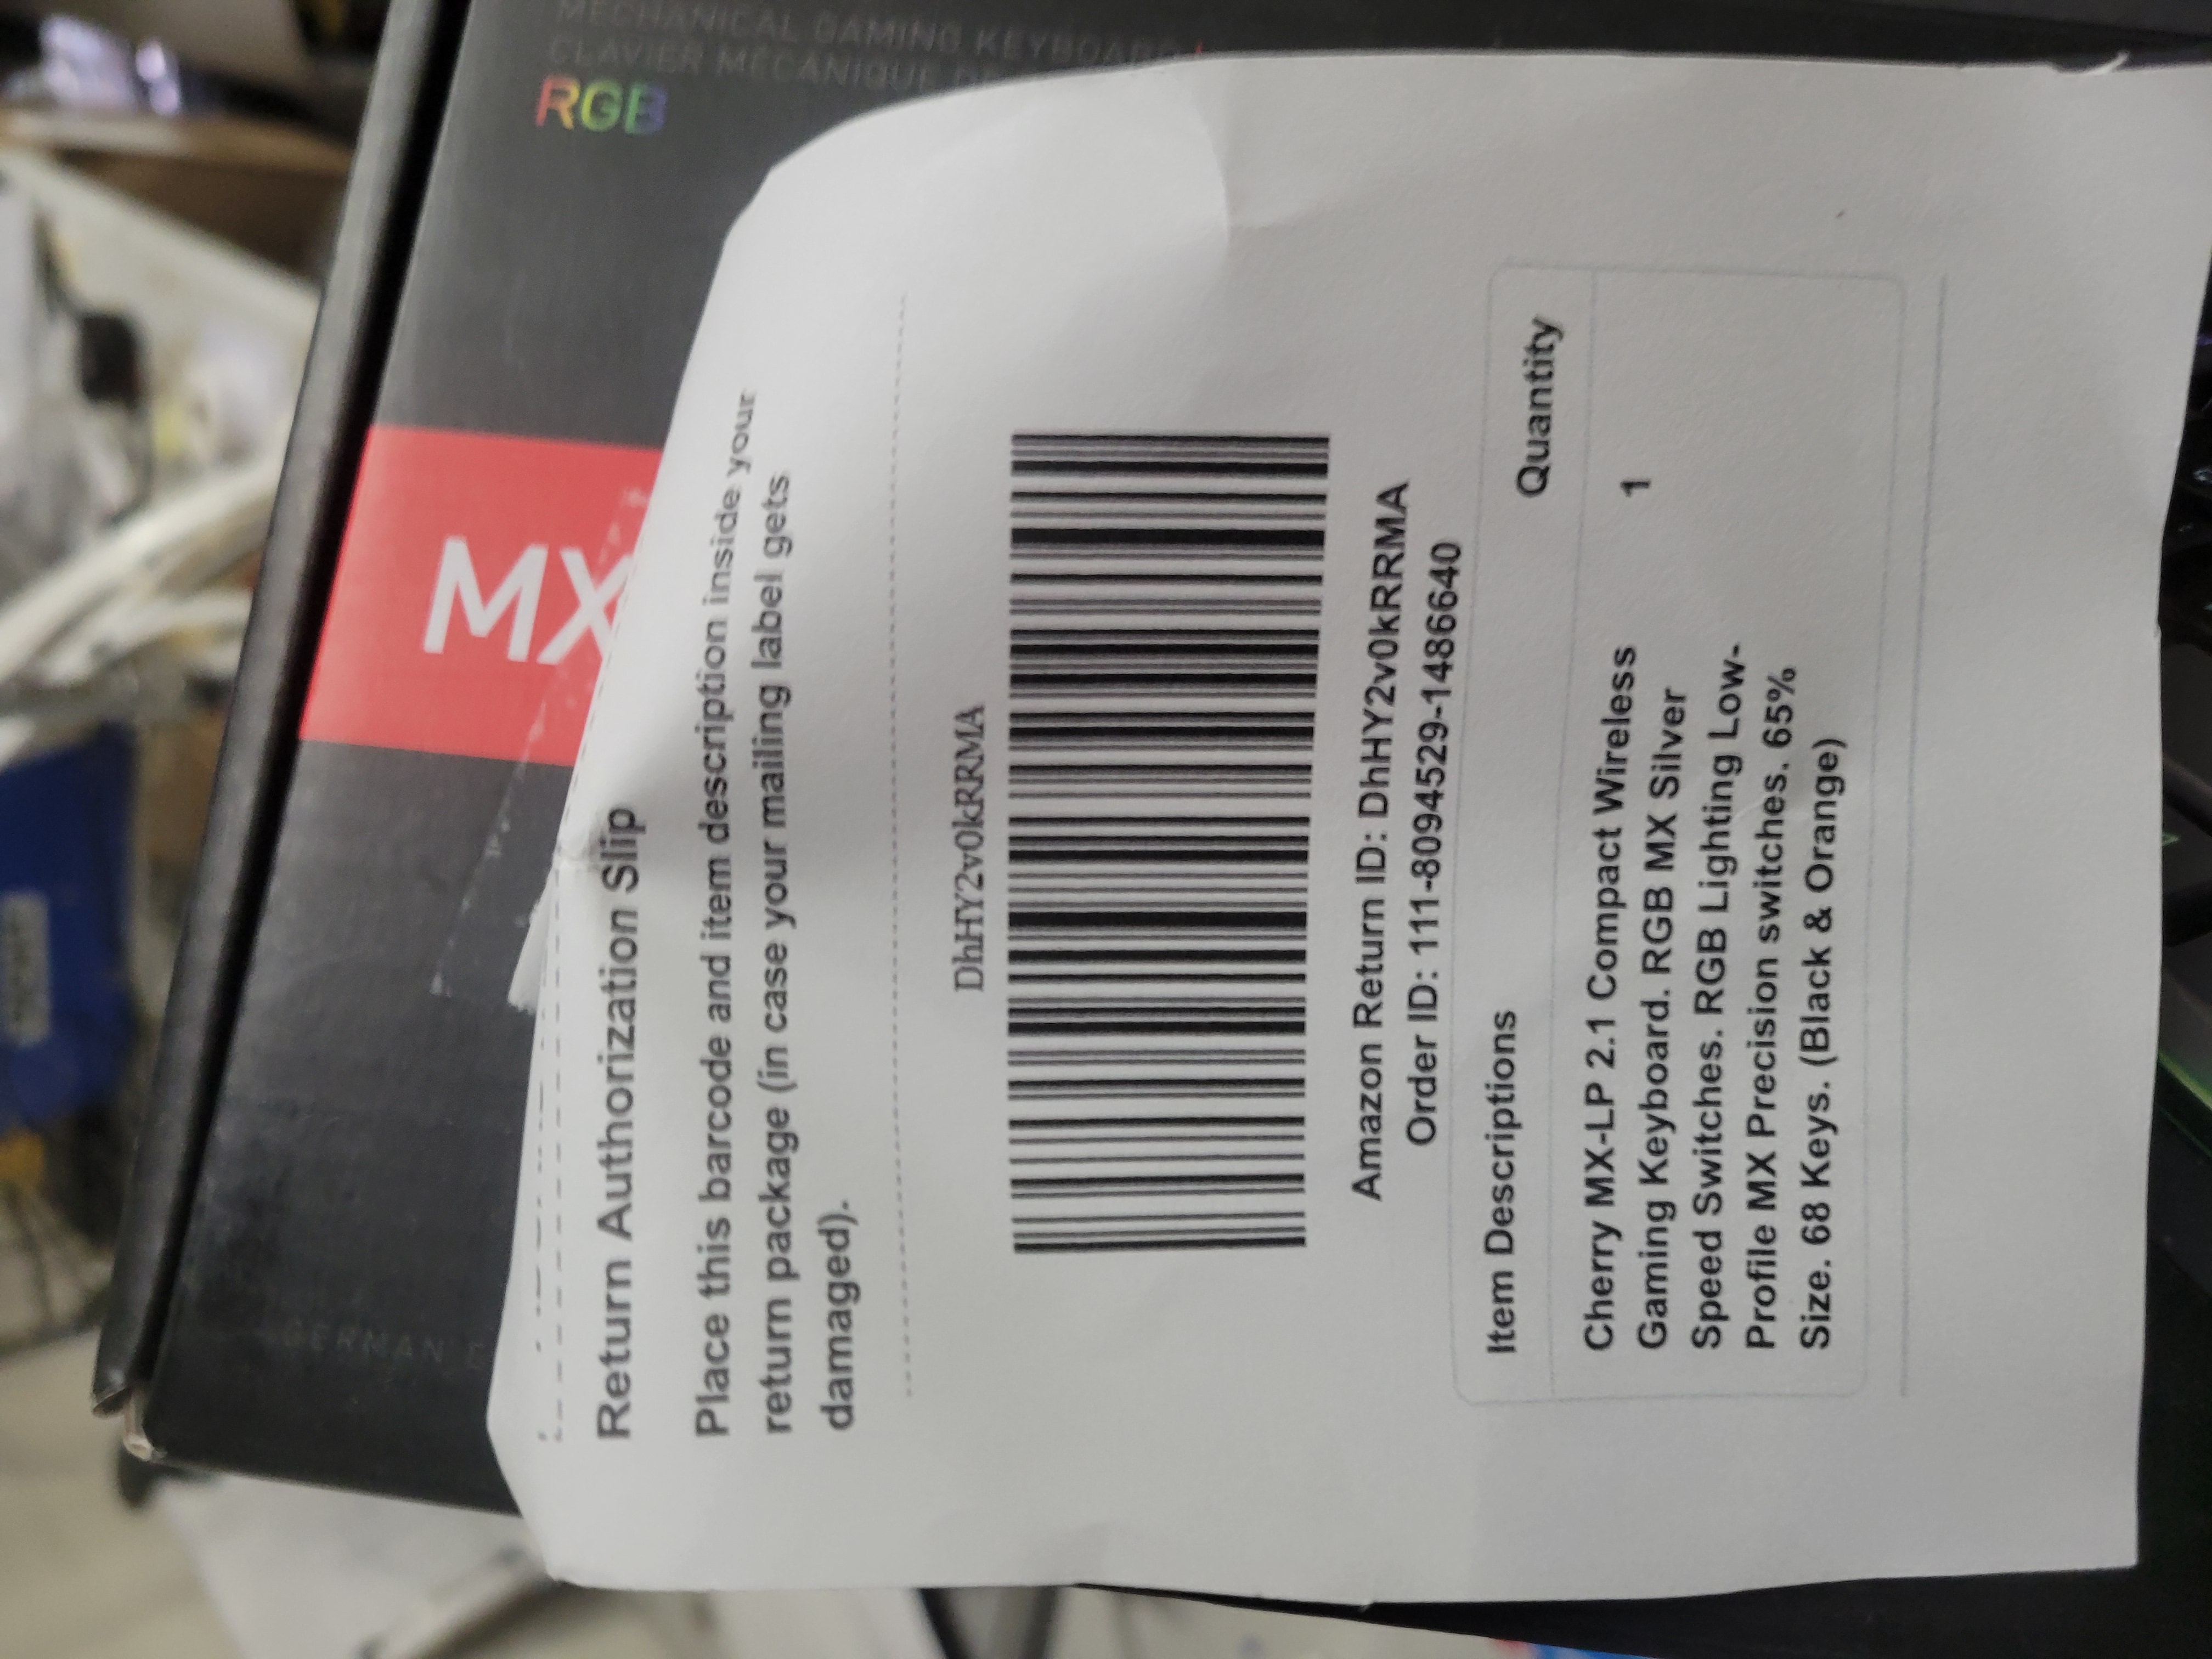 MECHANICAL GAMING KEYBOARD
CLAVIER MÉCANIQUE
RGB
MX
GERMAN
Return Authorization Slip
Place this barcode and item description inside your
return package (in case your mailing label gets
damaged).
DhHY2v0kRRMA
Amazon Return ID: DhHY2v0kRRMA
Order ID: 111-8094529-1486640
Item Descriptions Quantity
Cherry MX-LP 2.1 Compact Wireless 1
Gaming Keyboard. RGB MX Silver
Speed Switches. RGB Lighting Low-
Profile MX Precision switches. 65%
Size. 68 Keys. (Black & Orange)